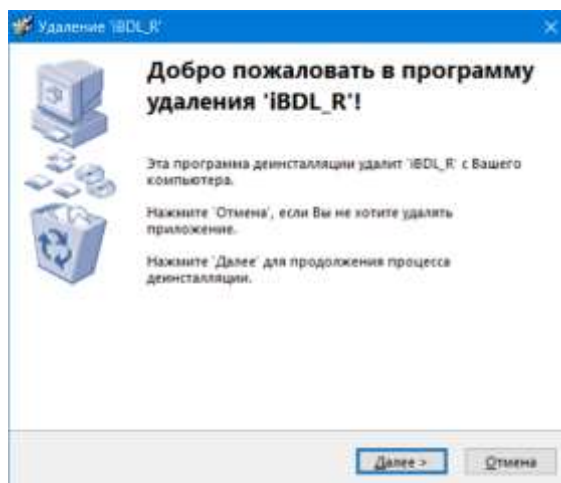 Удаление 'iBDL_R'
Добро пожаловать в программу
удаления 'iBDL_R'!
Эта программа деинсталляции удалит 'iBDL_R' с Вашего
компьютера.
Нажмите 'Отмена', если Вы не хотите удалять
приложение.
Нажмите 'Далее' для продолжения процесса
деинсталляции.
Далее >
Отмена